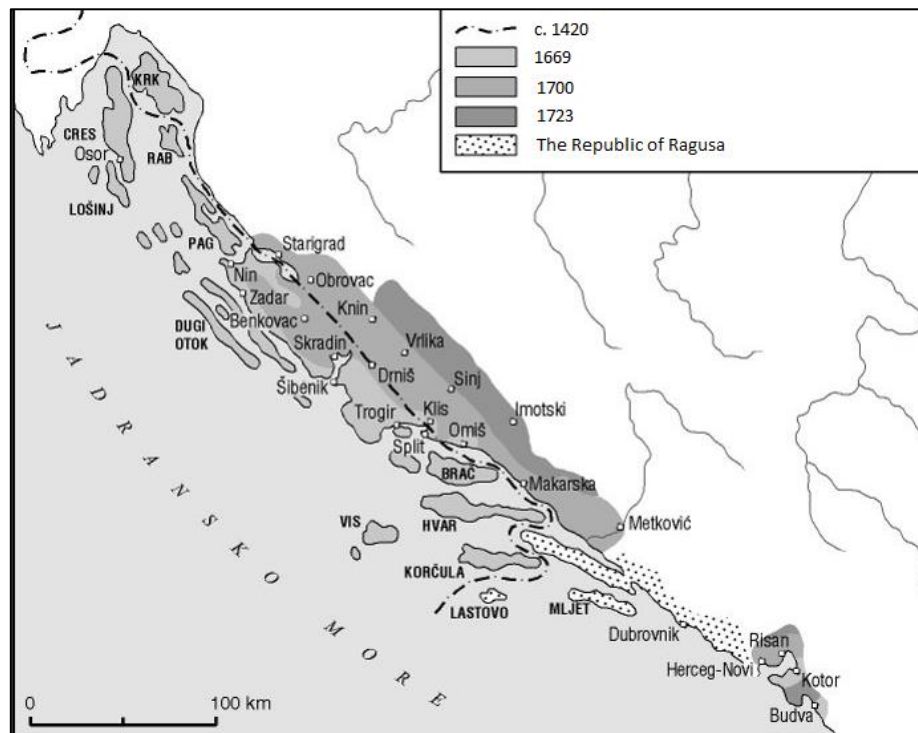 c. 1420
1669
1700
1723
The Republic of Ragusa
KRK
CRES
Osor
RAB
LOŠINJ
PAG
Starigrad
Nin
Obrovac
Zadar
Knin
Benkovac
DUGI
OTOK
Skradin
Vrlika
Drniš
Sinj
Šibenik
Imotski
Trogir
Klis
Omiš
Split
BRAČ
Makarska
VIS
HVAR
Metković
KORČULA
LASTOVO
MLJET
Dubrovnik
Risan
Herceg-Novi
Kotor
Budva
JADRANSKO MORE
0 100 km